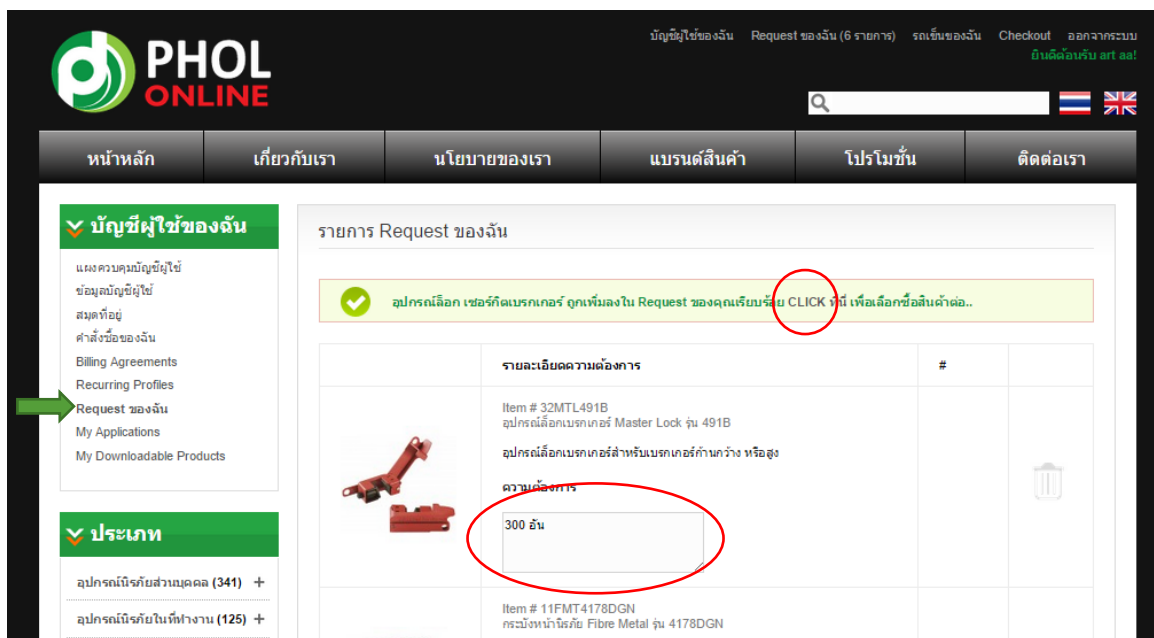 PHOL
ONLINE
บัญชีผู้ใช้ของฉัน Request ของฉัน (6 รายการ) รถเข็นของฉัน Checkout ออกจากระบบ
ยินดีต้อนรับ art aa!
หน้าหลัก เกี่ยวกับเรา นโยบายของเรา แบรนด์สินค้า โปรโมชั่น ติดต่อเรา
บัญชีผู้ใช้ของฉัน
แผงควบคุมบัญชีผู้ใช้
ข้อมูลบัญชีผู้ใช้
สมุดที่อยู่
คำสั่งซื้อของฉัน
Billing Agreements
Recurring Profiles
Request ของฉัน
My Applications
My Downloadable Products
ประเภท
อุปกรณ์นิรภัยส่วนบุคคล (341) +
อุปกรณ์นิรภัยในที่ทำงาน (125) +
รายการ Request ของฉัน
อุปกรณ์ล็อก เซอร์กิตเบรกเกอร์ ถูกเพิ่มลงใน Request ของคุณเรียบร้อย CLICK ที่นี่ เพื่อเลือกซื้อสินค้าต่อ..
รายละเอียดความต้องการ #
Item # 32MTL491B
อุปกรณ์ล็อกเบรกเกอร์ Master Lock รุ่น 491B
อุปกรณ์ล็อกเบรกเกอร์สำหรับเบรกเกอร์ก้านกว้าง หรือสูง
ความต้องการ
300 อัน
Item # 11FMT4178DGN
กระบังหน้านิรภัย Fibre Metal รุ่น 4178DGN